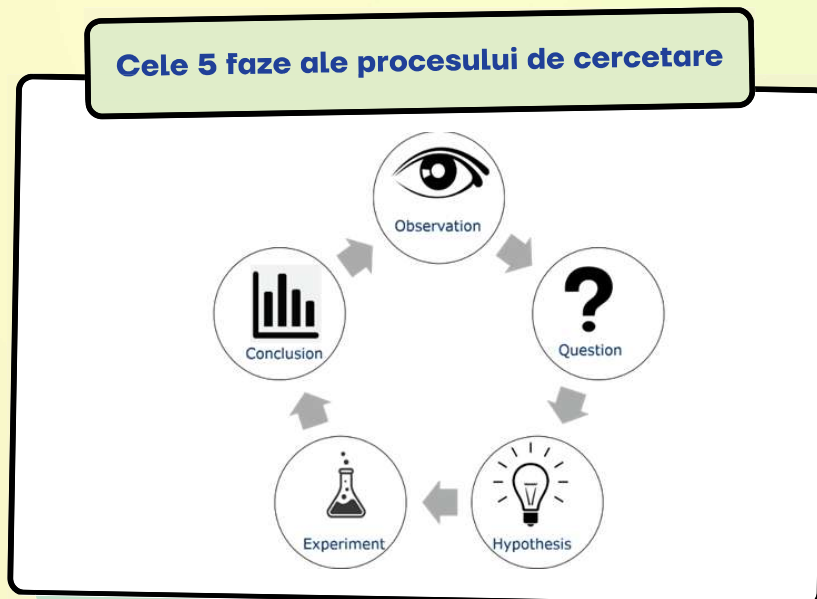 Cele 5 faze ale procesului de cercetare
Observation
Question
Hypothesis
Experiment
Conclusion